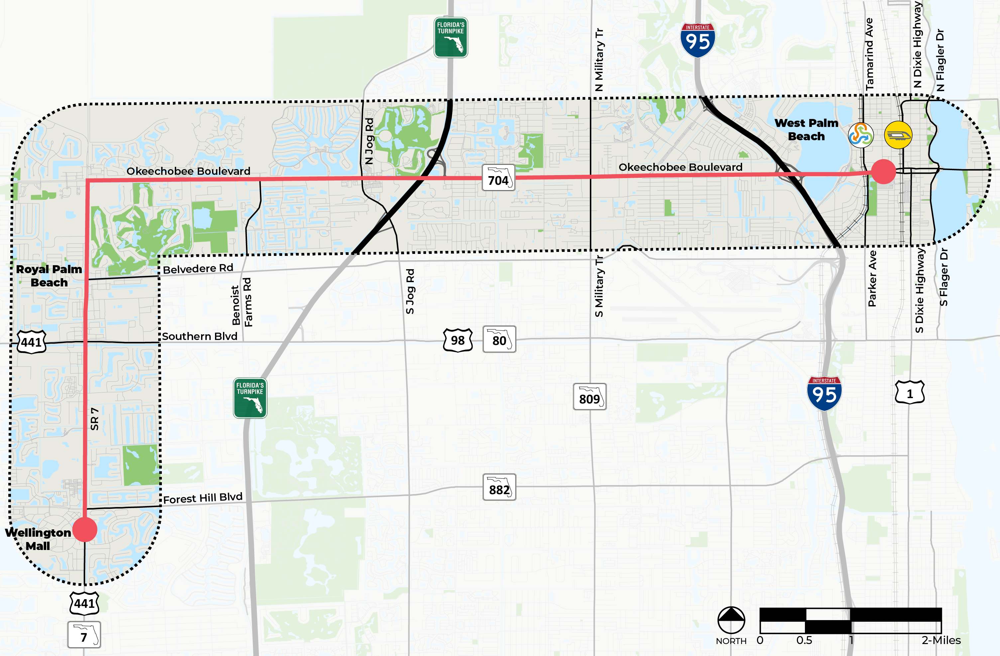 FLORIDA'S
TURNPIKE
N Military Tr
INTERSTATE
95
Tamarind Ave
N Dixie Highway
N Flagler Dr
N Jog Rd
West Palm
Beach
Okeechobee Boulevard
704
Okeechobee Boulevard
Royal Palm
Beach
Belvedere Rd
Benoist
Farms Rd
S Jog Rd
S Military Tr
Parker Ave
S Dixie Highway
S Flager Dr
441
Southern Blvd
98
80
FLORIDA'S
TURNPIKE
809
INTERSTATE
95
1
SR 7
882
Forest Hill Blvd
Wellington
Mall
441
7
NORTH
0
0.5
1
2-Miles